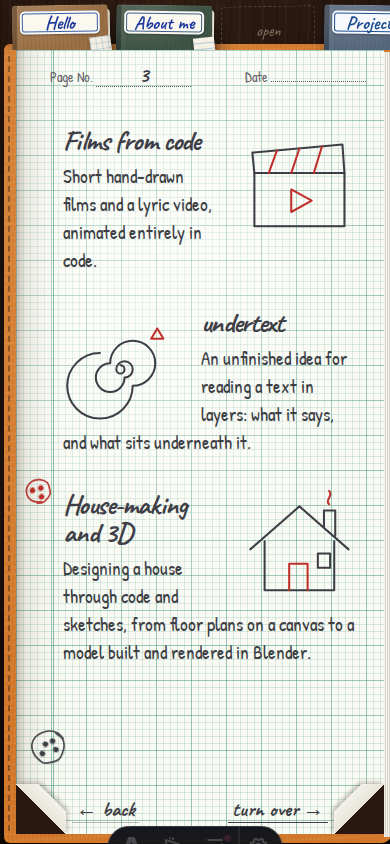 Hello
About me
open
Project
Page No. 3
Date
Films from code
Short hand-drawn
films and a lyric video,
animated entirely in
code.
undertext
An unfinished idea for
reading a text in
layers: what it says,
and what sits underneath it.
House-making
and 3D
Designing a house
through code and
sketches, from floor plans on a canvas to a
model built and rendered in Blender.
← back
turn over →